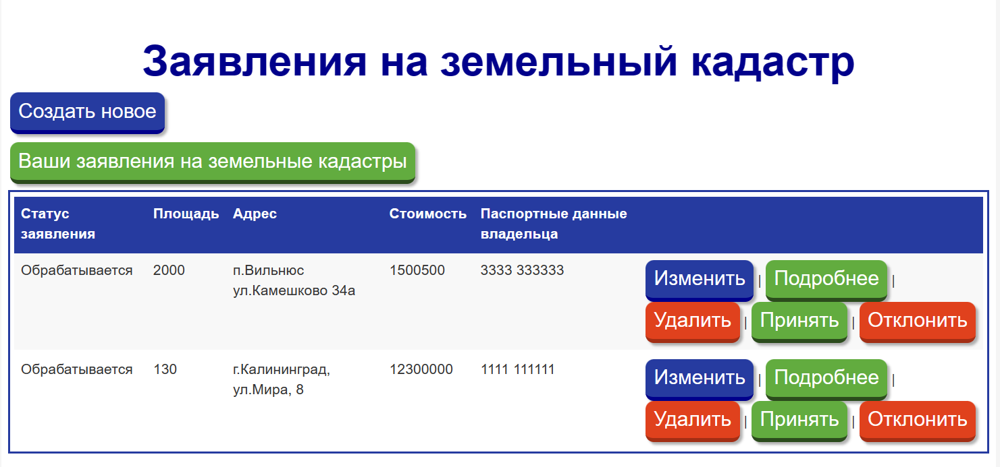 Заявления на земельный кадастр
Создать новое
Ваши заявления на земельные кадастры
Статус Площадь Адрес Стоимость Паспортные данные
заявления владельца
Обрабатывается 2000 п.Вильнюс 1500500 3333 333333 Изменить | Подробнее |
ул.Камешково 34а
Удалить | Принять | Отклонить
Обрабатывается 130 г.Калининград, 12300000 1111 111111 Изменить | Подробнее |
ул.Мира, 8
Удалить | Принять | Отклонить